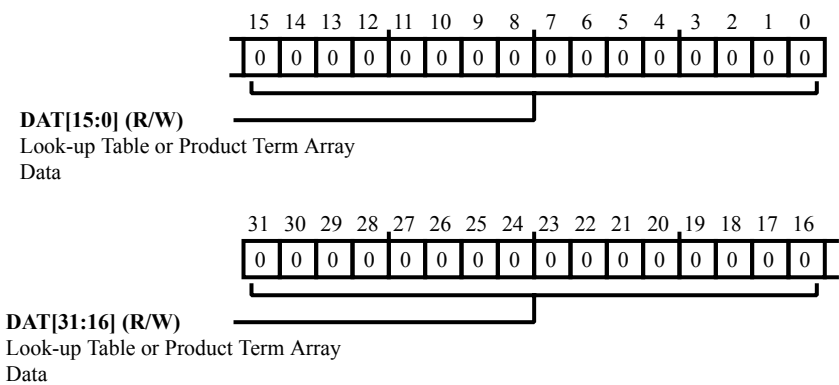 15 14 13 12 11 10 9 8 7 6 5 4 3 2 1 0
0 0 0 0 0 0 0 0 0 0 0 0 0 0 0 0
DAT[15:0] (R/W)
Look-up Table or Product Term Array
Data
31 30 29 28 27 26 25 24 23 22 21 20 19 18 17 16
0 0 0 0 0 0 0 0 0 0 0 0 0 0 0 0
DAT[31:16] (R/W)
Look-up Table or Product Term Array
Data